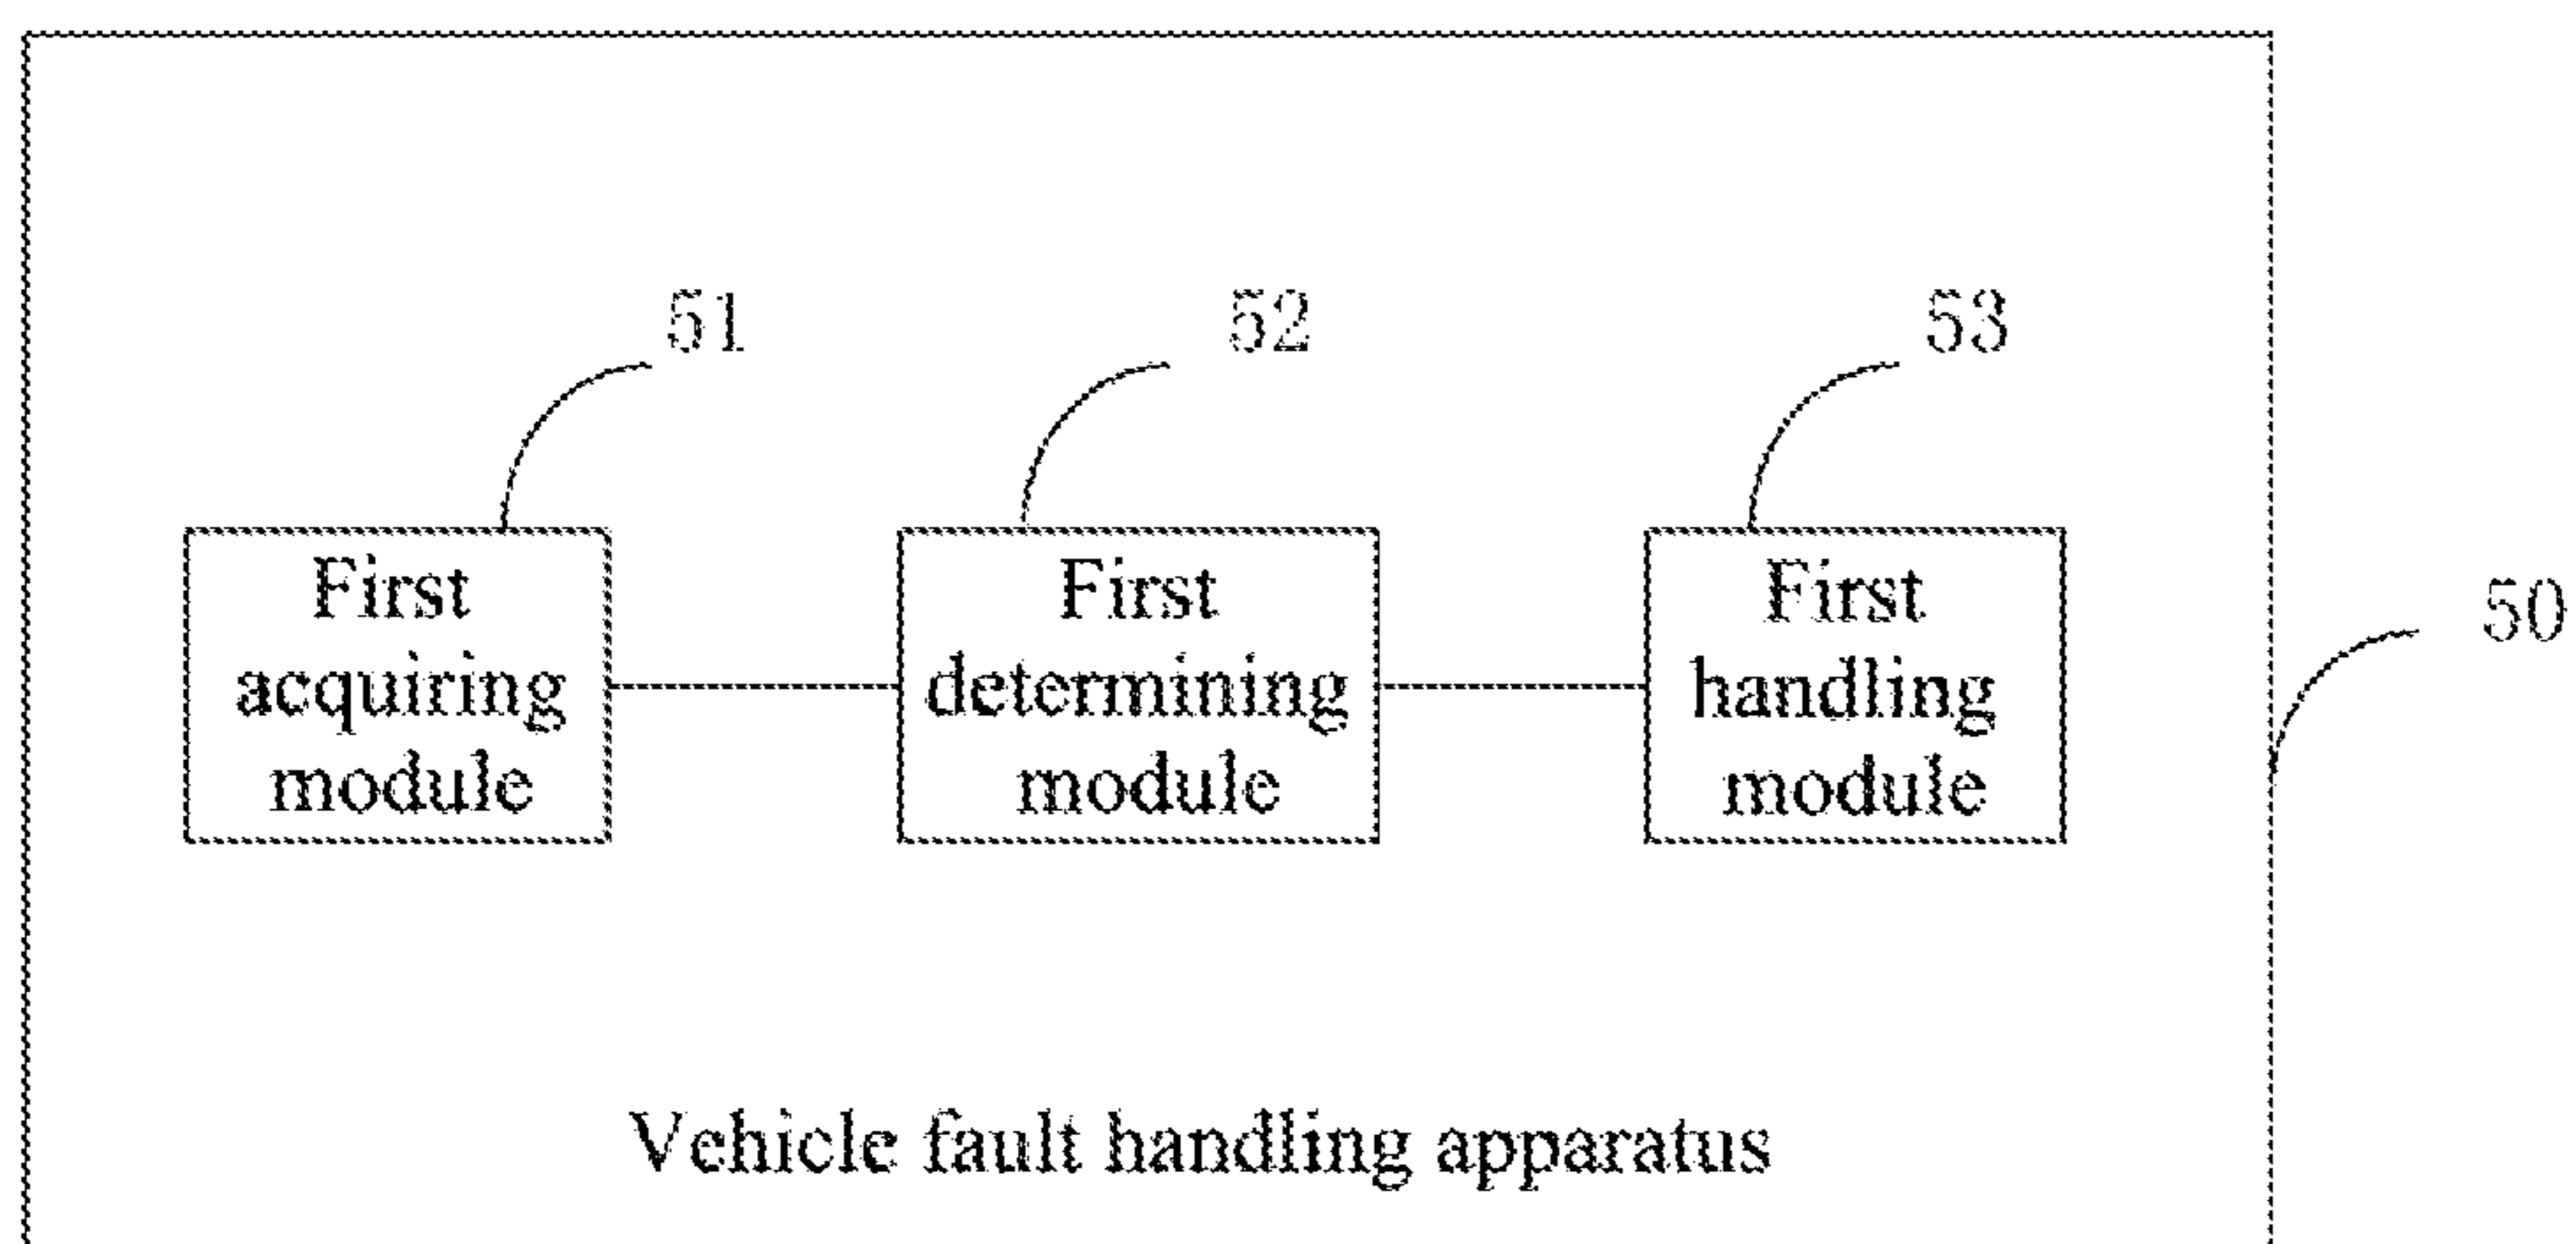 51
52
53
First
acquiring
module
First
determining
module
First
handling
module
50
Vehicle fault handling apparatus